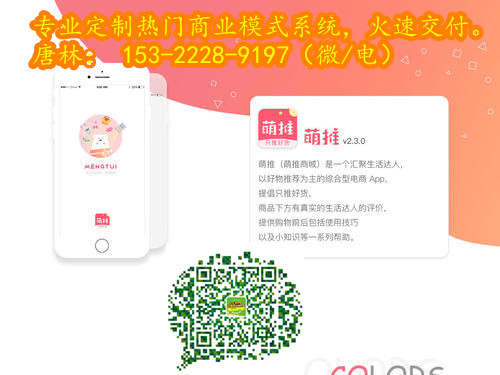 专业定制热门商业模式系统，火速交付。
唐林： 153-2228-9197（微/电）
MENGTUI
萌推
只推好货
萌推 v2.3.0
萌推（萌推商城）是一个汇聚生活达人，
以好物推荐为主的综合型电商 App，
提倡只推好货，
商品下方有真实的生活达人的评价，
提供购物前后包括使用技巧
以及小知识等一系列帮助。
萌推
COLORS